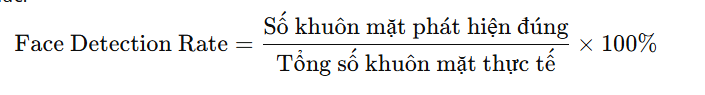 Face Detection Rate = Số khuôn mặt phát hiện đúng / Tổng số khuôn mặt thực tế × 100%